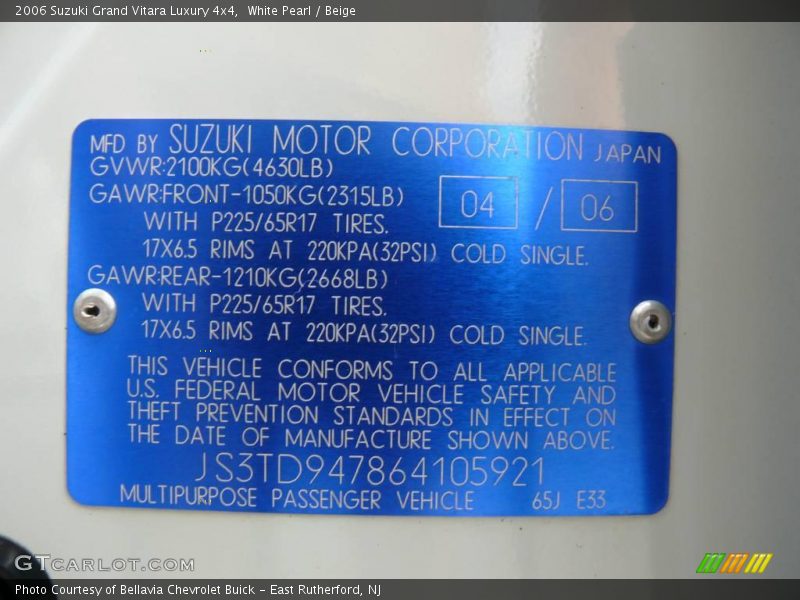 2006 Suzuki Grand Vitara Luxury 4x4,  White Pearl / Beige
MFD BY SUZUKI MOTOR CORPORATION JAPAN
GVWR:2100KG(4630LB)
GAWR:FRONT-1050KG(2315LB)
04 / 06
WITH P225/65R17 TIRES.
17X6.5 RIMS AT 220KPA(32PSI) COLD SINGLE.
GAWR:REAR-1210KG(2668LB)
WITH P225/65R17 TIRES.
17X6.5 RIMS AT 220KPA(32PSI) COLD SINGLE.
THIS VEHICLE CONFORMS TO ALL APPLICABLE
U.S. FEDERAL MOTOR VEHICLE SAFETY AND
THEFT PREVENTION STANDARDS IN EFFECT ON
THE DATE OF MANUFACTURE SHOWN ABOVE.
JS3TD947864105921
MULTIPURPOSE PASSENGER VEHICLE 65J E33
GTCARLOT.COM
Photo Courtesy of Bellavia Chevrolet Buick - East Rutherford, NJ